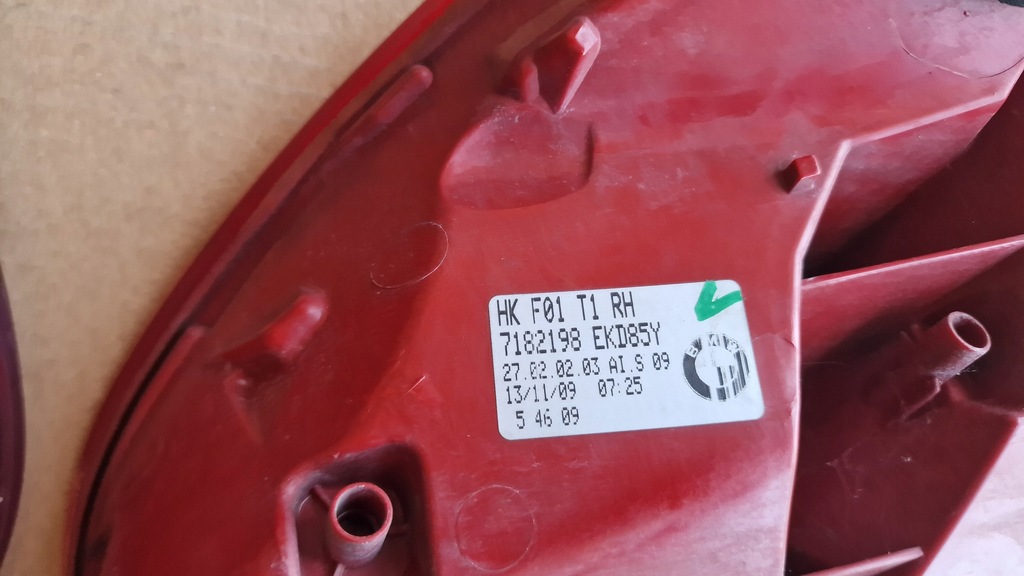 HK F01 T1 RH
7182198 EKD85Y
27.02.02.03 AI.S 09
13/11/09 07:25
5 46 09